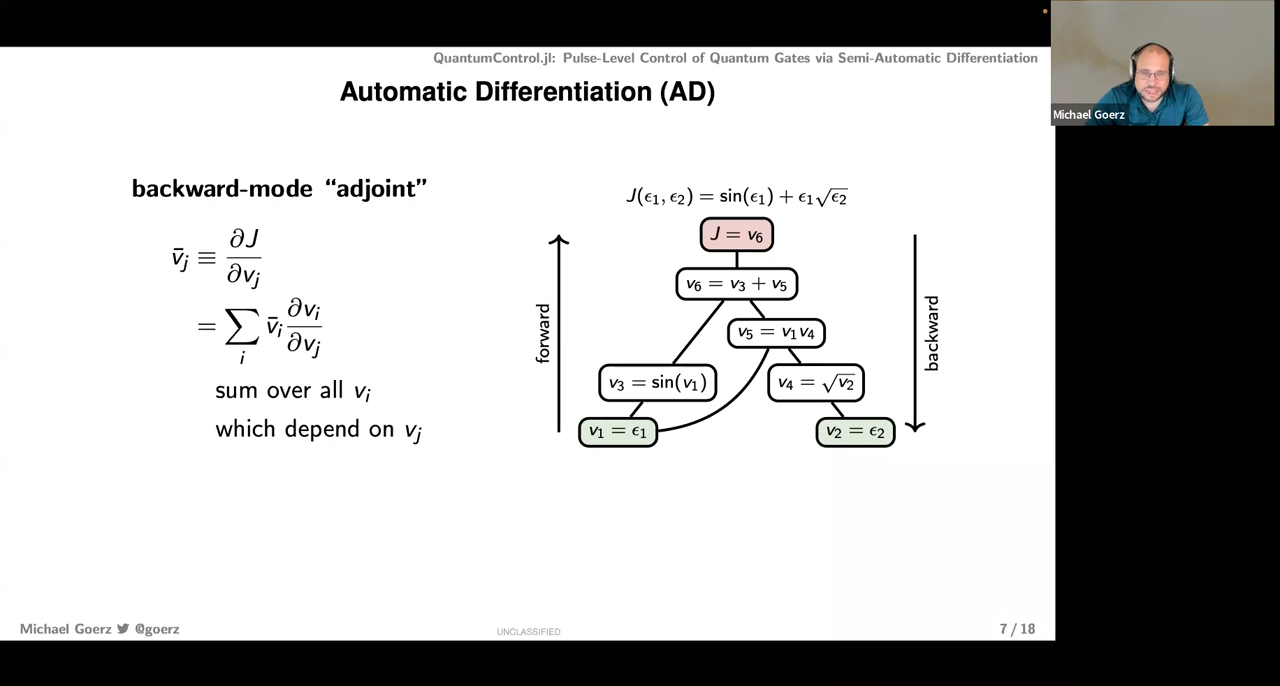 QuantumControl.jl: Pulse-Level Control of Quantum Gates via Semi-Automatic Differentiation
Automatic Differentiation (AD)
Michael Goerz
backward-mode “adjoint”
v̄ⱼ ≡ ∂J/∂vⱼ
= ∑ᵢ v̄ᵢ ∂vᵢ/∂vⱼ
sum over all vᵢ
which depend on vⱼ
J(ϵ₁, ϵ₂) = sin(ϵ₁) + ϵ₁√ϵ₂
J = v₆
v₆ = v₃ + v₅
v₅ = v₁v₄
v₃ = sin(v₁)
v₄ = √v₂
v₁ = ϵ₁
v₂ = ϵ₂
forward
backward
Michael Goerz @goerz
UNCLASSIFIED
7 / 18